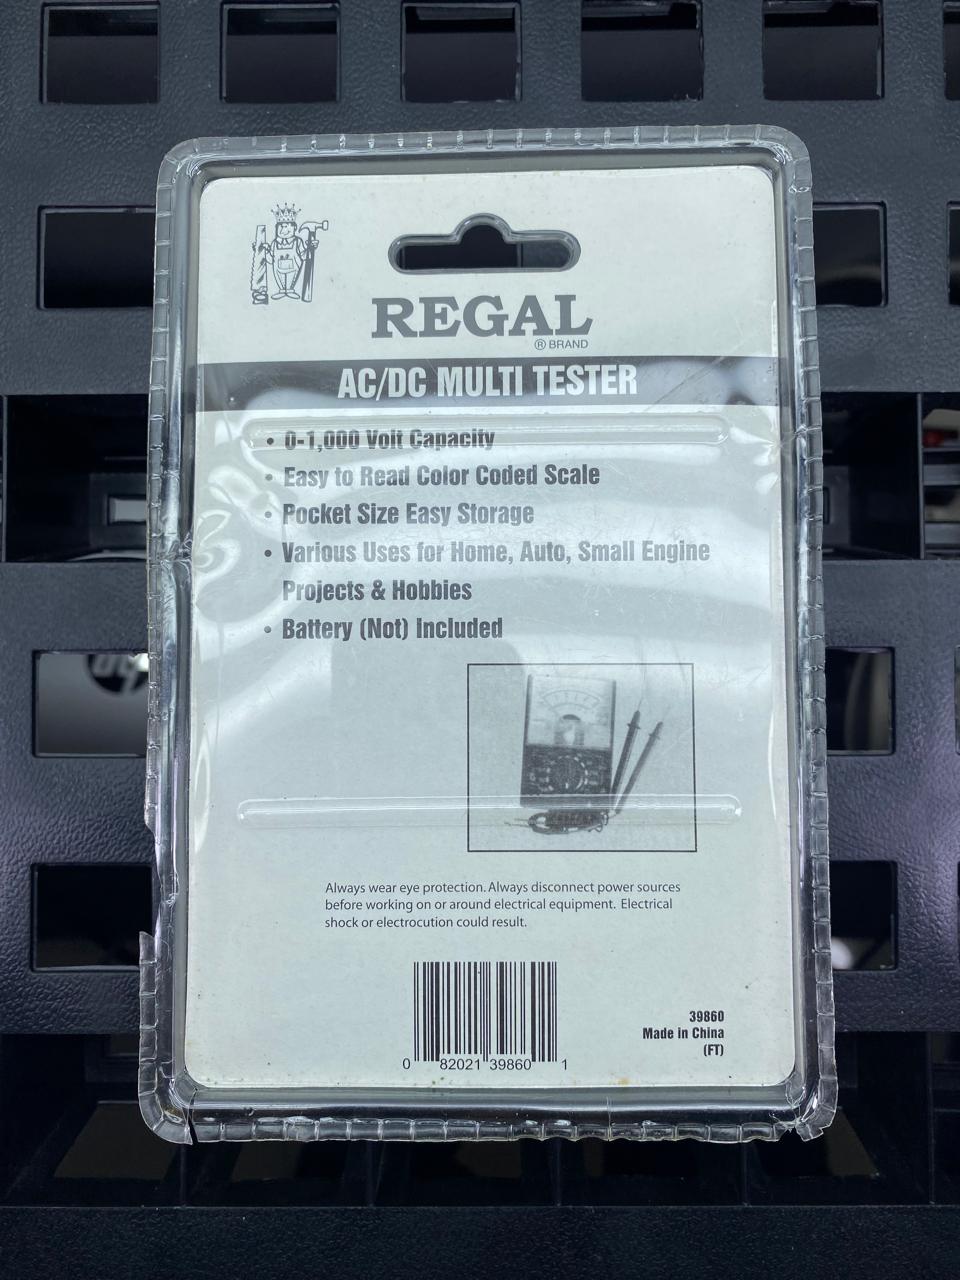 REGAL
® BRAND
AC/DC MULTI TESTER
• 0-1,000 Volt Capacity
• Easy to Read Color Coded Scale
• Pocket Size Easy Storage
• Various Uses for Home, Auto, Small Engine
Projects & Hobbies
• Battery (Not) Included
Always wear eye protection. Always disconnect power sources
before working on or around electrical equipment. Electrical
shock or electrocution could result.
39860
Made in China
(FT)
0 82021 39860 1
hp